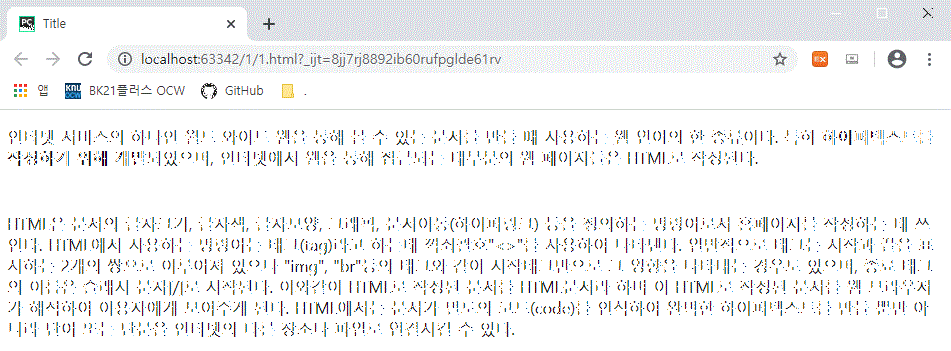 Title
localhost:63342/1/1.html?_ijt=8jj7rj8892ib60rufpglde61rv
앱 BK21플러스 OCW GitHub .
인터넷 서비스의 하나인 월드 와이드 웹을 통해 볼 수 있는 문서를 만들 때 사용하는 웹 언어의 한 종류이다. 특히 하이퍼텍스트를
작성하기 위해 개발되었으며, 인터넷에서 웹을 통해 접근되는 대부분의 웹 페이지들은 HTML로 작성된다.
HTML은 문서의 글자크기, 글자색, 글자모양, 그래픽, 문서이동(하이퍼링크) 등을 정의하는 명령어로서 홈페이지를 작성하는 데 쓰
인다. HTML에서 사용하는 명령어는 태그(tag)라고 하는데 꺽쇠괄호"<>"를 사용하여 나타낸다. 일반적으로 태그는 시작과 끝을 표
시하는 2개의 쌍으로 이루어져 있으나 "img", "br"등의 태그와 같이 시작태그만으로 그 영향을 나타내는 경우도 있으며, 종료 태그
의 이름은 슬래시 문자[/]로 시작된다. 이와같이 HTML로 작성된 문서를 HTML문서라 하며 이 HTML로 작성된 문서를 웹 브라우저
가 해석하여 이용자에게 보여주게 된다. HTML에서는 문서가 별도의 코드(code)를 인식하여 완벽한 하이퍼텍스트를 만들 뿐만 아
니라 단어 또는 단문을 인터넷의 다른 장소나 파일로 연결시킬 수 있다.